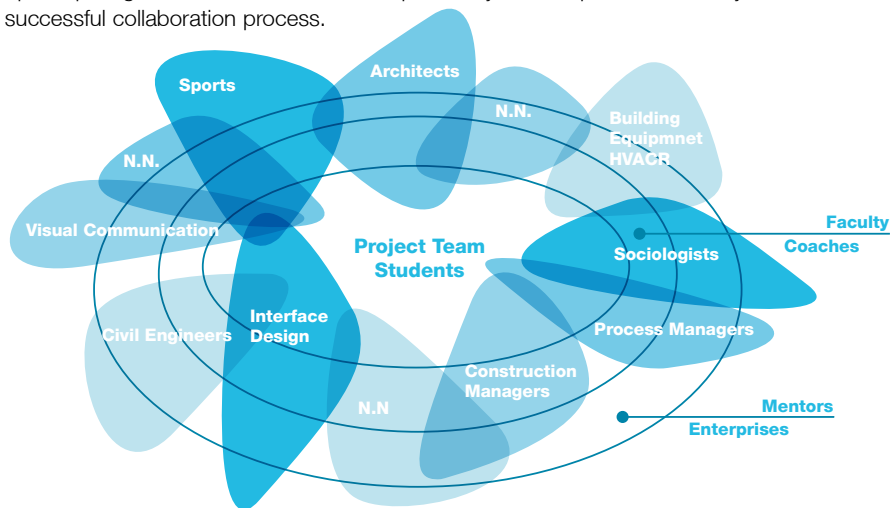 successful collaboration process.
Architects
Sports
N.N.
Building
Equipmnet
HVACR
N.N.
Faculty
Visual Communication
Project Team
Students
Coaches
Sociologists
Interface
Design
Civil Engineers
Process Managers
Construction
Managers
N.N
Mentors
Enterprises